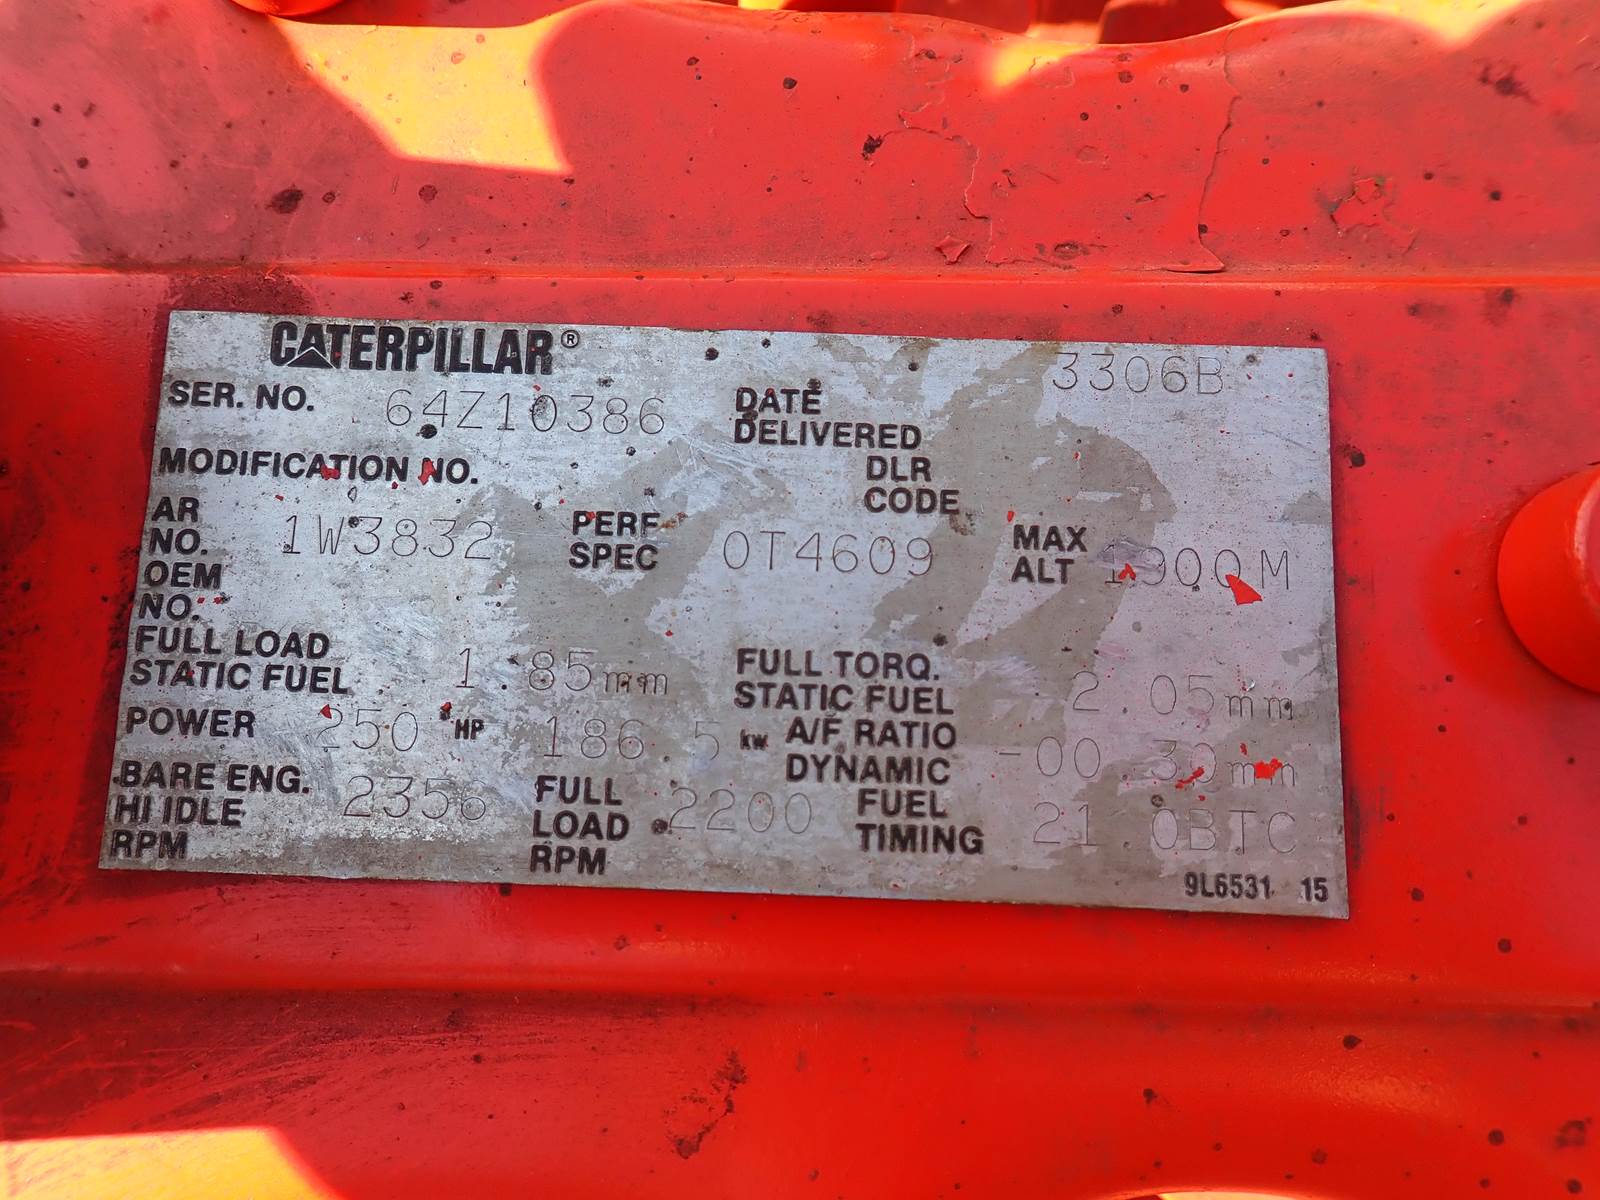 CATERPILLAR® 3306B
SER. NO. 64Z10386 DATE DELIVERED
MODIFICATION NO. DLR CODE
AR NO. 1W3832 PERF SPEC 0T4609 MAX ALT 1900M
OEM NO.
FULL LOAD STATIC FUEL 1.85mm FULL TORQ. STATIC FUEL 2.05mm
POWER 250 HP 186.5 kw A/F RATIO DYNAMIC -00.30mm
BARE ENG. HI IDLE RPM 2356 FULL LOAD RPM 2200 FUEL TIMING 21.0BTC
9L6531 15